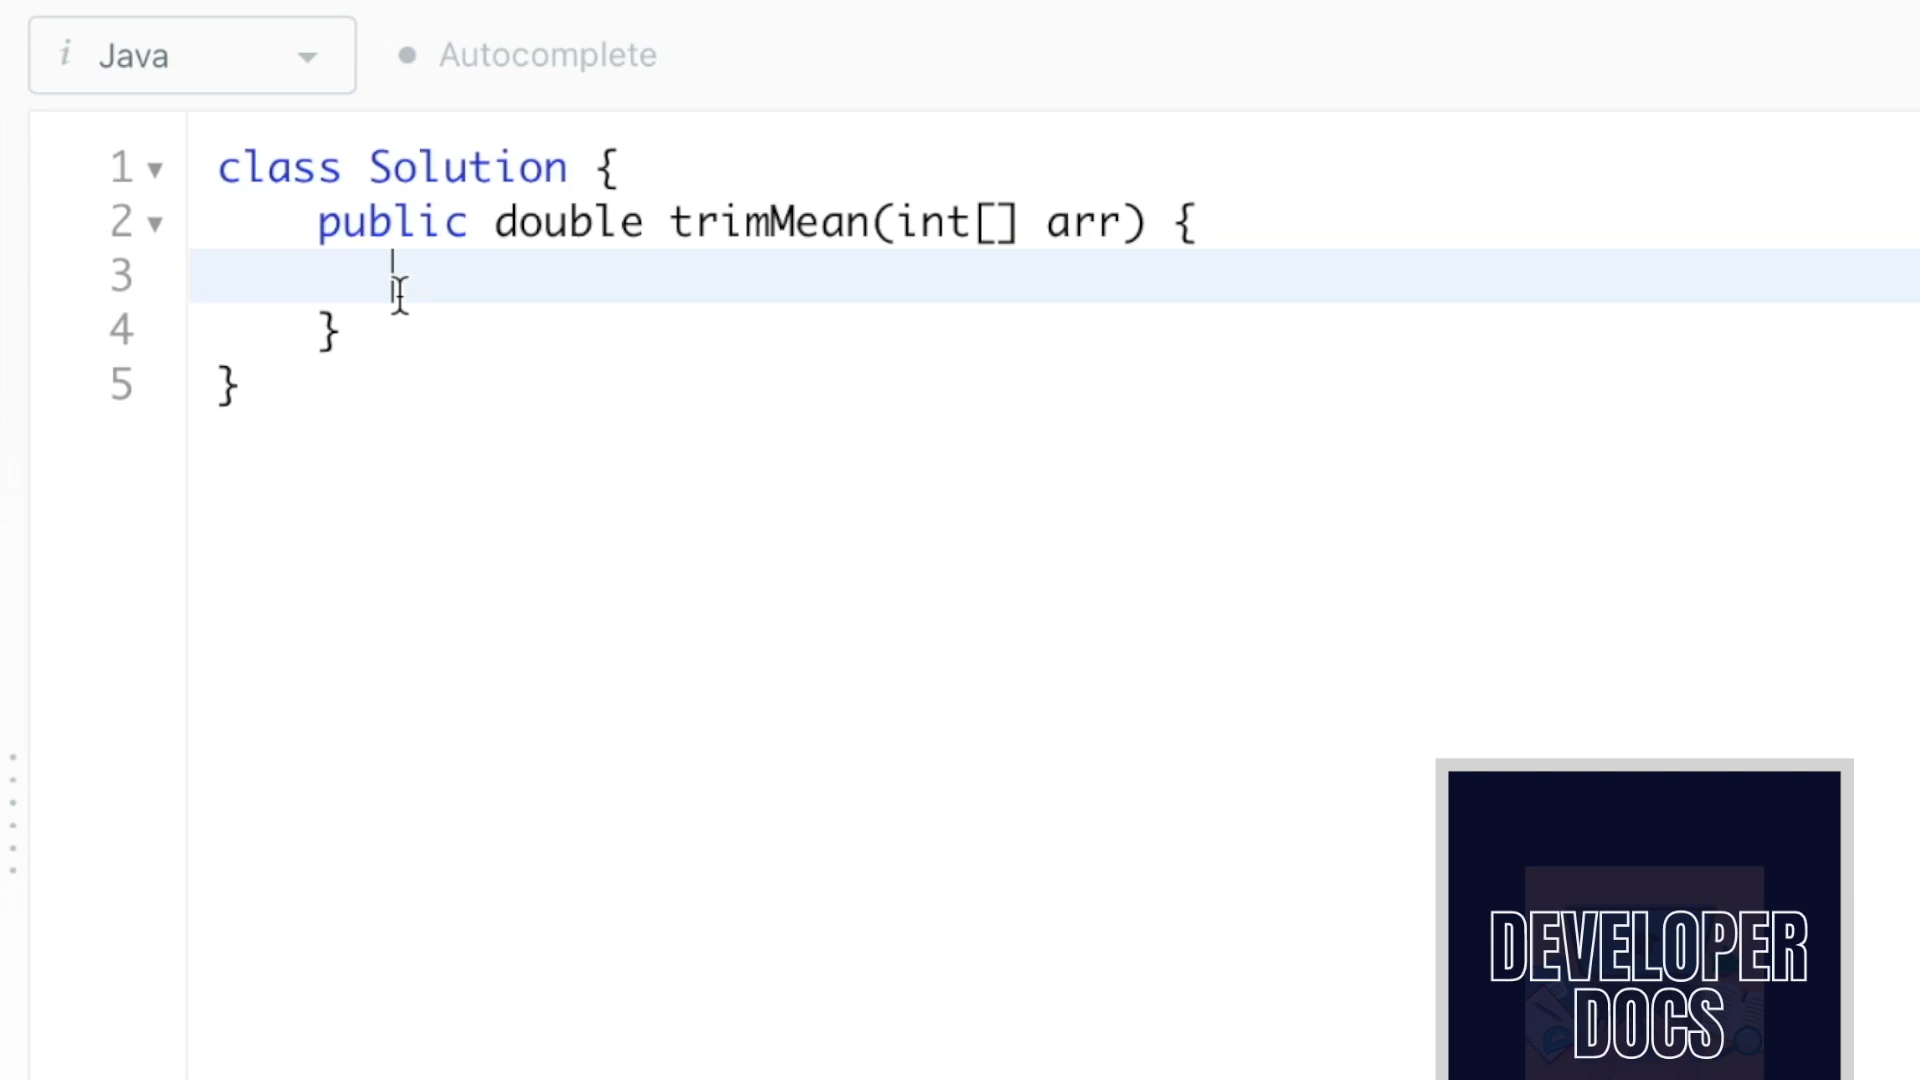 i Java Autocomplete
1 class Solution {
2 public double trimMean(int[] arr) {
3
4 }
5 }
DEVELOPER
DOCS